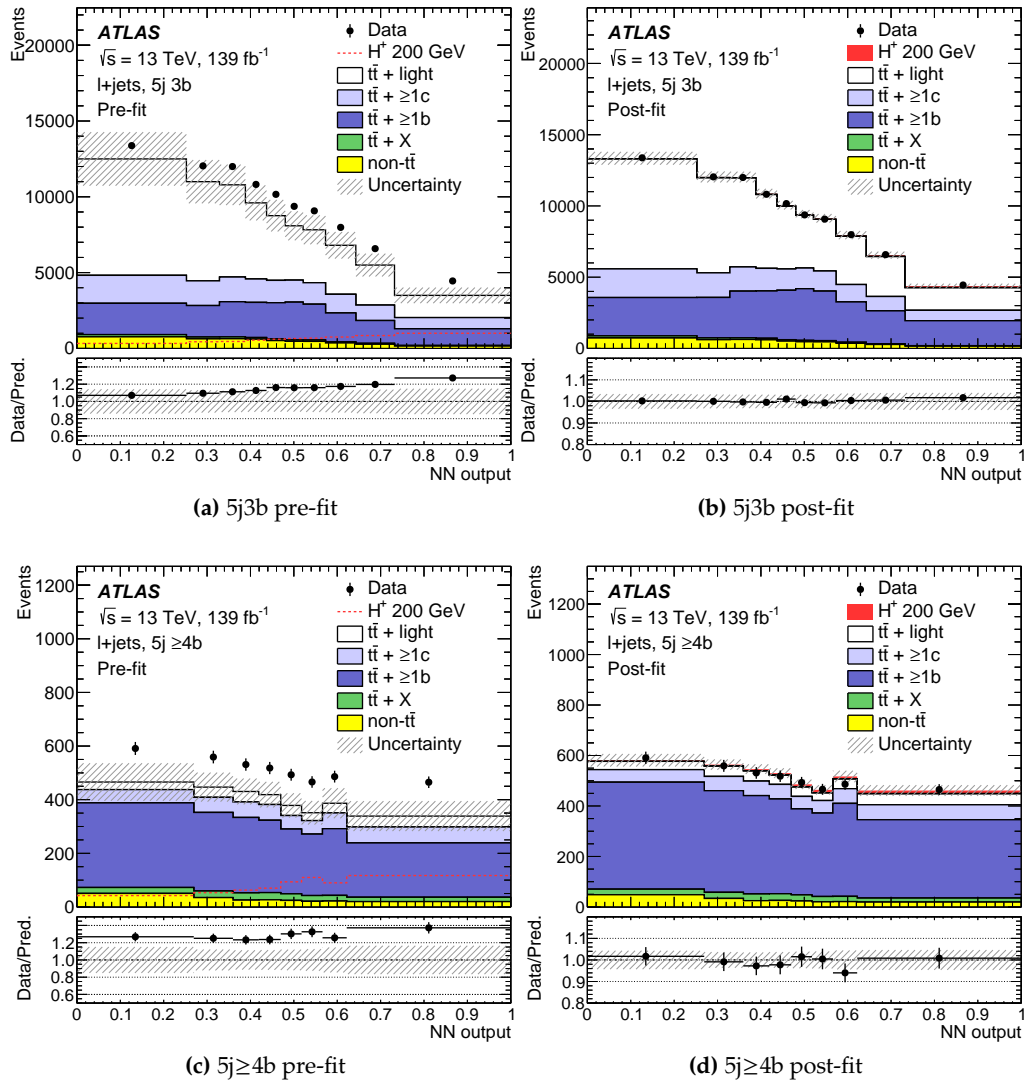 Events
20000
15000
10000
5000
0
ATLAS
√s = 13 TeV, 139 fb⁻¹
l+jets, 5j 3b
Pre-fit
Data
H⁺ 200 GeV
tt̄ + light
tt̄ + ≥1c
tt̄ + ≥1b
tt̄ + X
non-tt̄
Uncertainty
Data/Pred.
1.2
1.0
0.8
0.6
0 0.1 0.2 0.3 0.4 0.5 0.6 0.7 0.8 0.9 1
NN output
(a) 5j3b pre-fit
Events
20000
15000
10000
5000
0
ATLAS
√s = 13 TeV, 139 fb⁻¹
l+jets, 5j 3b
Post-fit
Data
H⁺ 200 GeV
tt̄ + light
tt̄ + ≥1c
tt̄ + ≥1b
tt̄ + X
non-tt̄
Uncertainty
Data/Pred.
1.1
1.0
0.9
0.8
0 0.1 0.2 0.3 0.4 0.5 0.6 0.7 0.8 0.9 1
NN output
(b) 5j3b post-fit
Events
1200
1000
800
600
400
200
0
ATLAS
√s = 13 TeV, 139 fb⁻¹
l+jets, 5j ≥4b
Pre-fit
Data
H⁺ 200 GeV
tt̄ + light
tt̄ + ≥1c
tt̄ + ≥1b
tt̄ + X
non-tt̄
Uncertainty
Data/Pred.
1.2
1.0
0.8
0.6
0 0.1 0.2 0.3 0.4 0.5 0.6 0.7 0.8 0.9 1
NN output
(c) 5j≥4b pre-fit
Events
1200
1000
800
600
400
200
0
ATLAS
√s = 13 TeV, 139 fb⁻¹
l+jets, 5j ≥4b
Post-fit
Data
H⁺ 200 GeV
tt̄ + light
tt̄ + ≥1c
tt̄ + ≥1b
tt̄ + X
non-tt̄
Uncertainty
Data/Pred.
1.1
1.0
0.9
0.8
0 0.1 0.2 0.3 0.4 0.5 0.6 0.7 0.8 0.9 1
NN output
(d) 5j≥4b post-fit